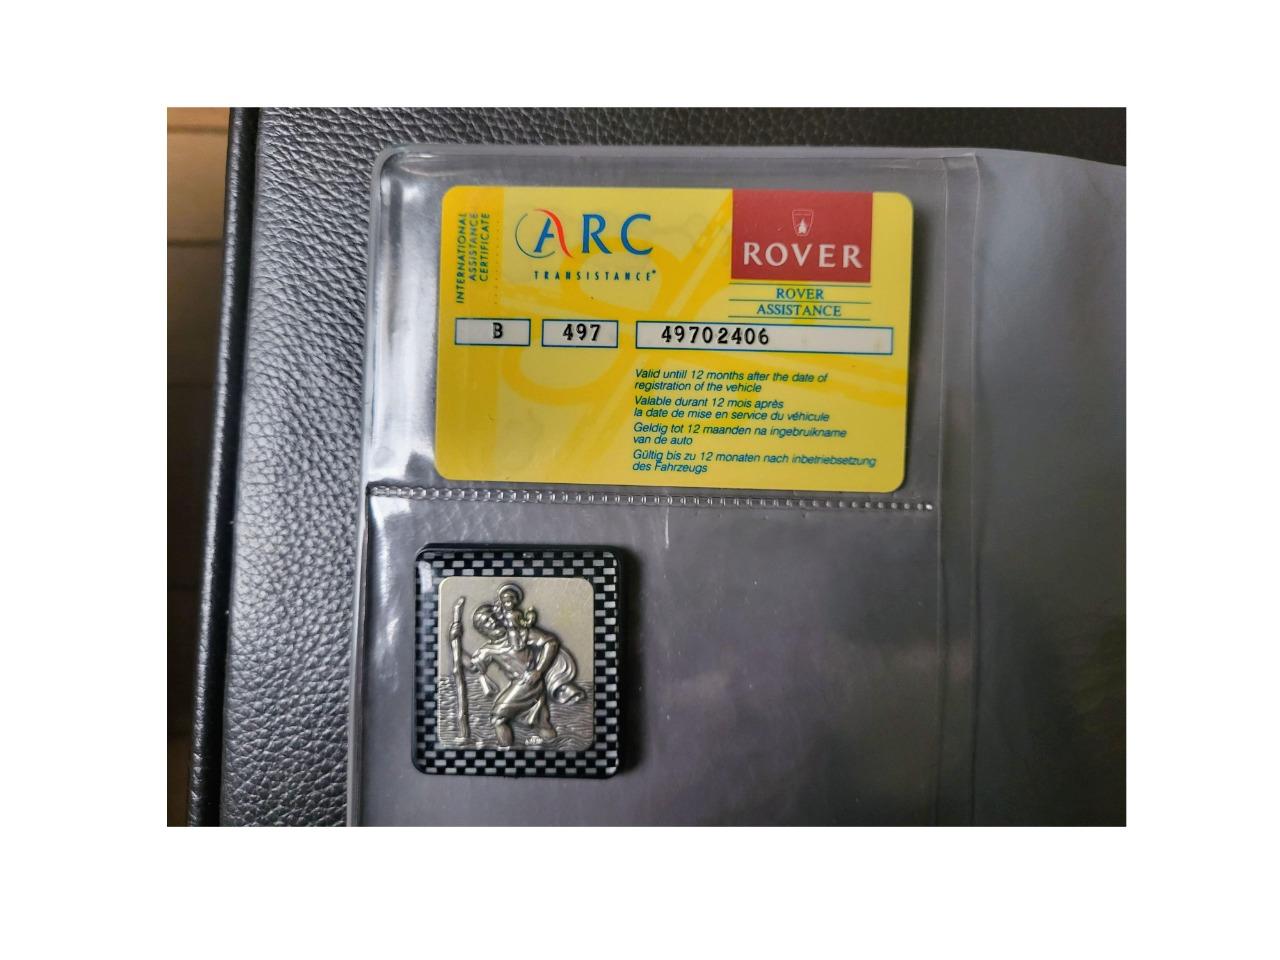 INTERNATIONAL
ASSISTANCE
CERTIFICATE
ARC
TRANSISTANCE
ROVER
ROVER
ASSISTANCE
B 497 49702406
Valid untill 12 months after the date of
registration of the vehicle
Valable durant 12 mois après
la date de mise en service du véhicule
Geldig tot 12 maanden na ingebruikname
van de auto
Gültig bis zu 12 monaten nach inbetriebsetzung
des Fahrzeugs